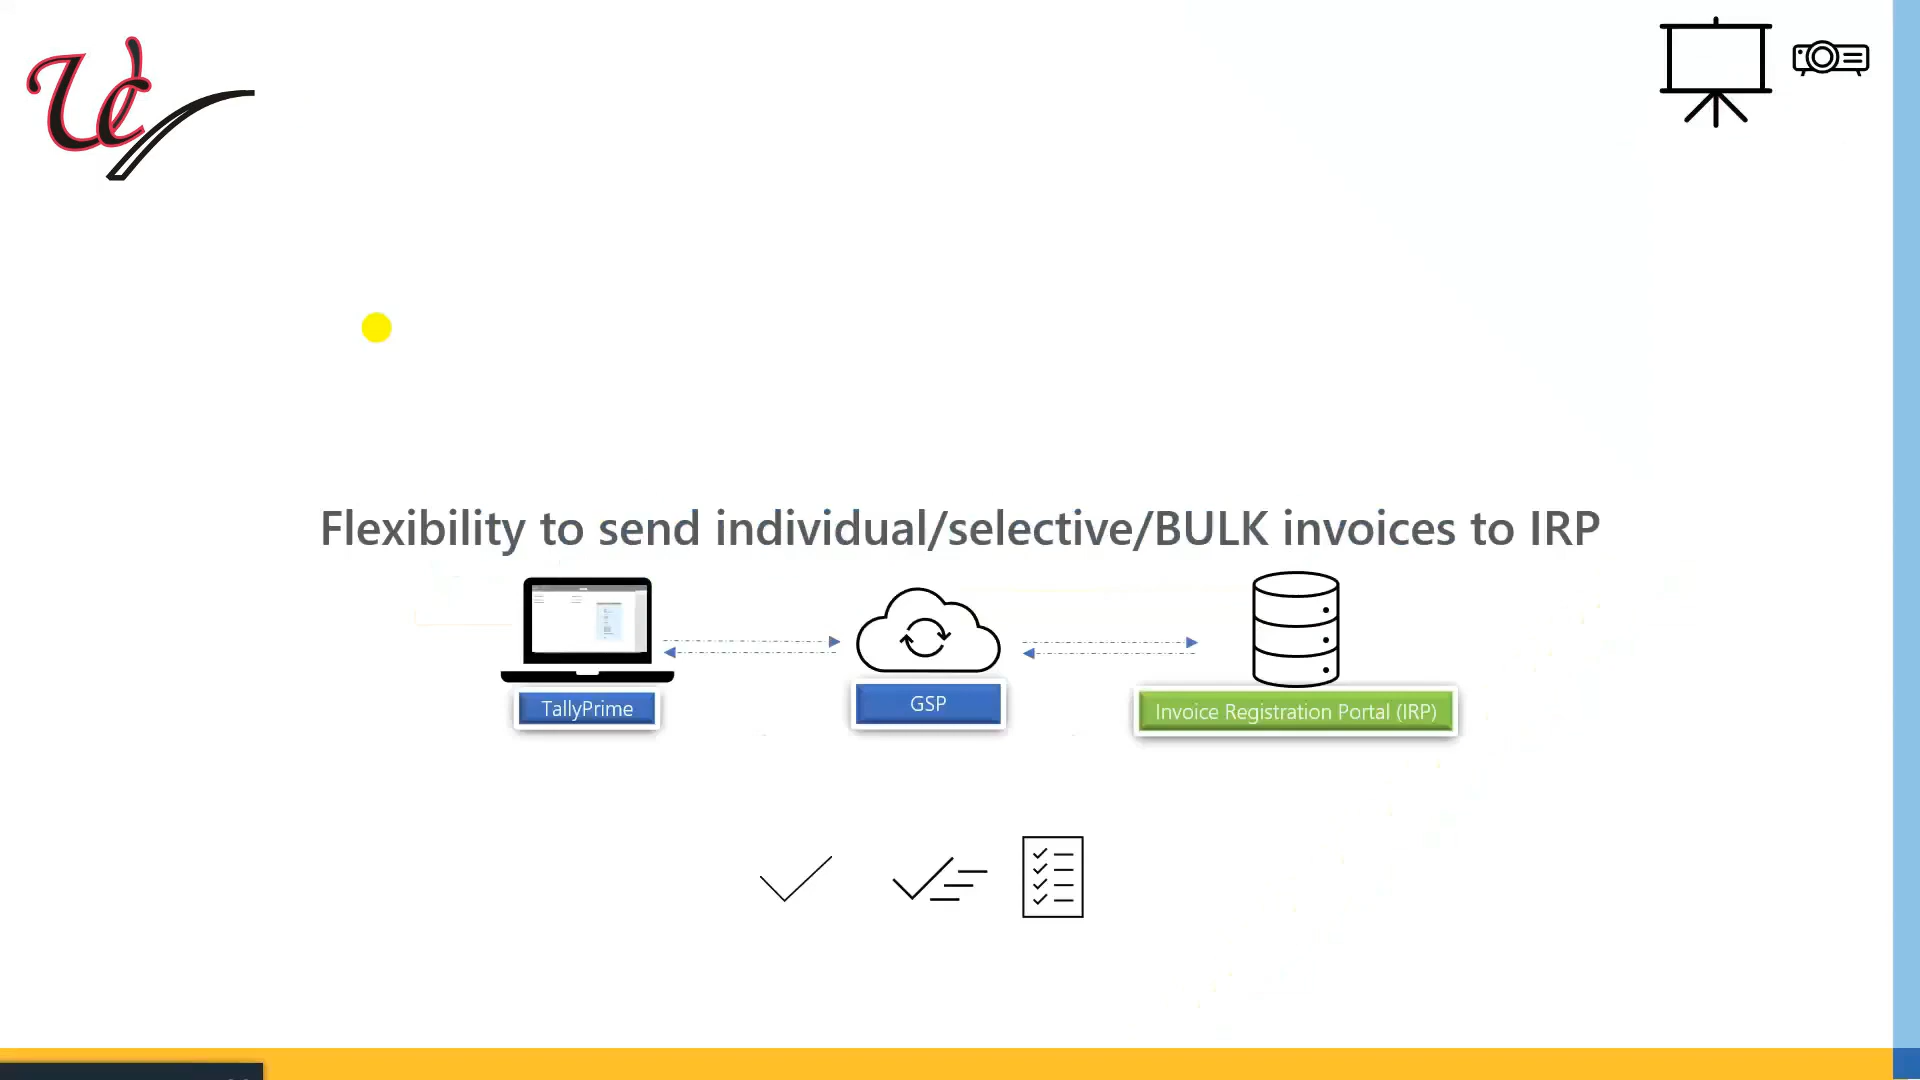 Flexibility to send individual/selective/BULK invoices to IRP
TallyPrime
GSP
Invoice Registration Portal (IRP)